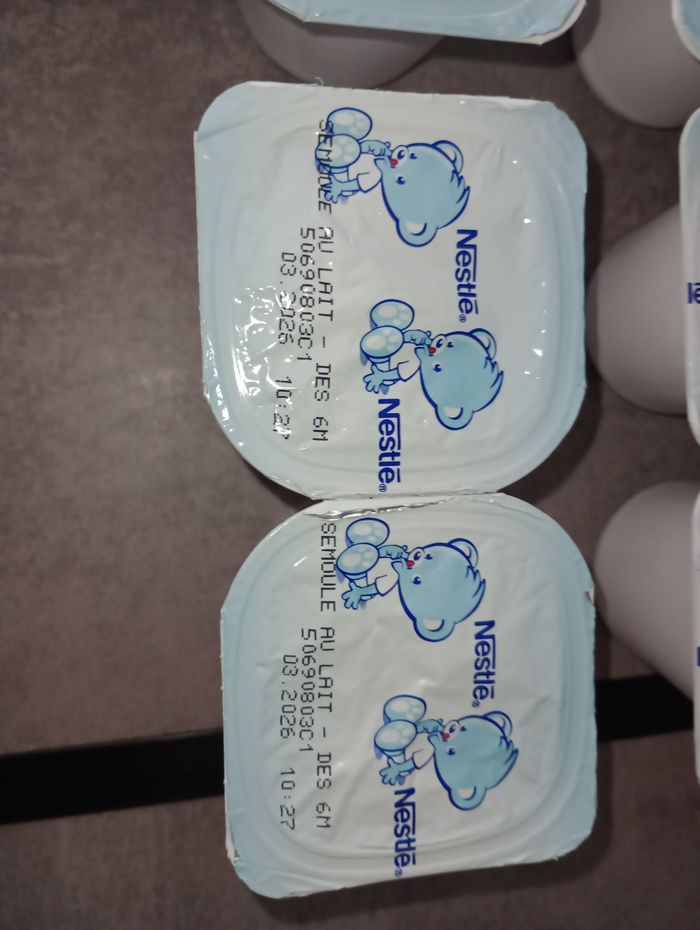 Nestlé®
Nestlé®
SEMOULE AU LAIT - DES 6M
50690803C1
03.2026 10:27
Nestlé®
Nestlé®
SEMOULE AU LAIT - DES 6M
50690803C1
03.2026 10:27